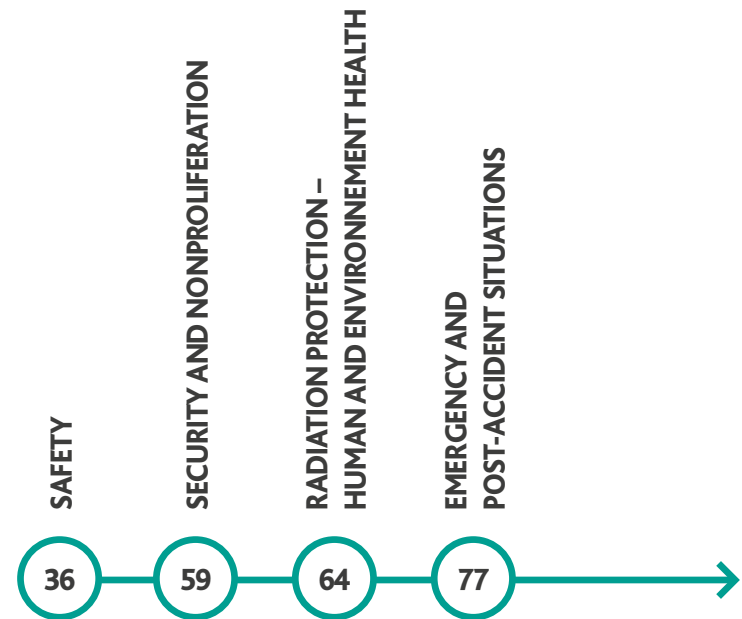 SAFETY
SECURITY AND NONPROLIFERATION
RADIATION PROTECTION –
HUMAN AND ENVIRONNEMENT HEALTH
EMERGENCY AND
POST-ACCIDENT SITUATIONS
36
59
64
77